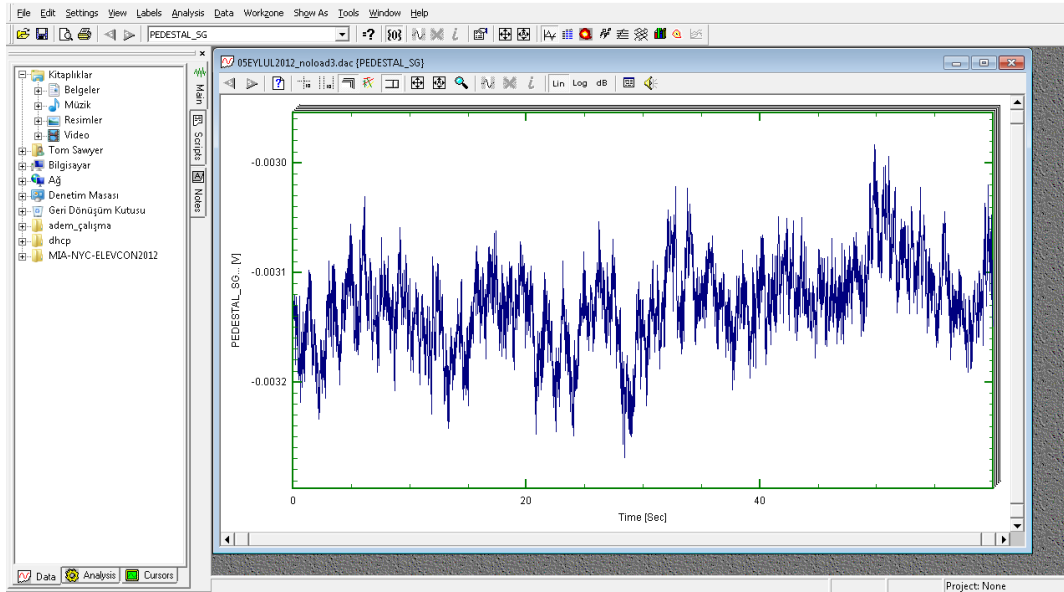 File Edit Settings View Labels Analysis Data Workzone Show As Tools Window Help
PEDESTAL_SG
05EYLUL2012_noload3.dac {PEDESTAL_SG}
Lin Log dB
Kitaplıklar
Belgeler
Müzik
Resimler
Video
Tom Sawyer
Bilgisayar
Ağ
Denetim Masası
Geri Dönüşüm Kutusu
adem_çalışma
dhcp
MIA-NYC-ELEVCON2012
Main
Scripts
Notes
PEDESTAL_SG... [V]
-0.0030
-0.0031
-0.0032
0 20 40
Time [Sec]
Data Analysis Cursors
Project: None